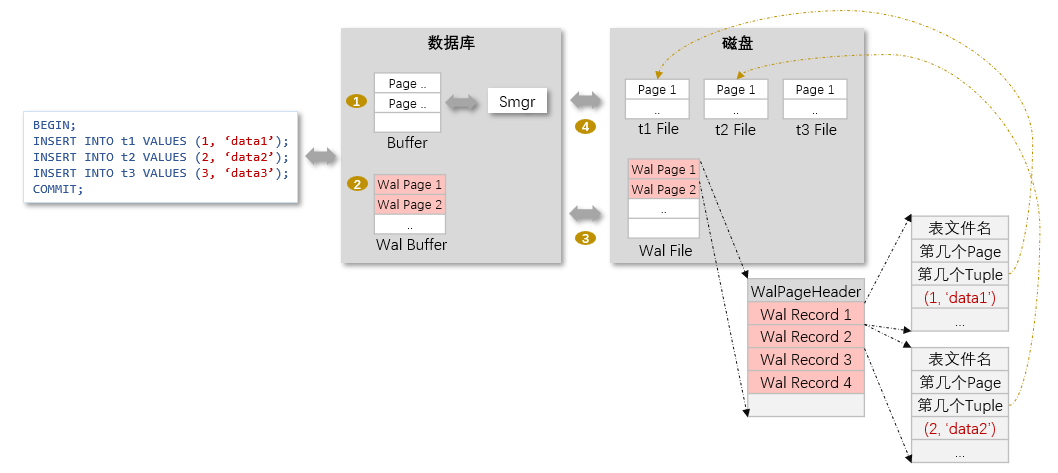 BEGIN;
INSERT INTO t1 VALUES (1, ‘data1’);
INSERT INTO t2 VALUES (2, ‘data2’);
INSERT INTO t3 VALUES (3, ‘data3’);
COMMIT;
数据库
1
Page ..
Page ..
Buffer
Smgr
2
Wal Page 1
Wal Page 2
..
Wal Buffer
4
3
磁盘
Page 1
..
t1 File
Page 1
..
t2 File
Page 1
..
t3 File
Wal Page 1
Wal Page 2
..
Wal File
WalPageHeader
Wal Record 1
Wal Record 2
Wal Record 3
Wal Record 4
表文件名
第几个Page
第几个Tuple
(1, ‘data1’)
...
表文件名
第几个Page
第几个Tuple
(2, ‘data2’)
...